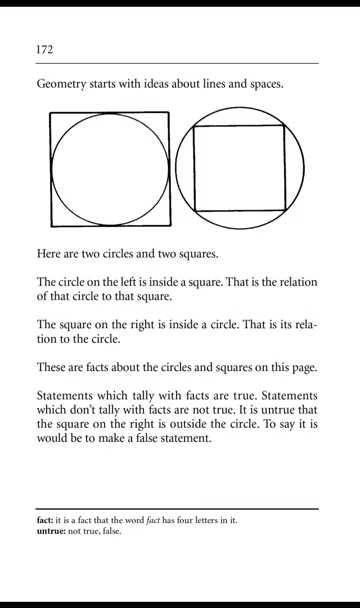 172
Geometry starts with ideas about lines and spaces.
Here are two circles and two squares.
The circle on the left is inside a square. That is the relation
of that circle to that square.
The square on the right is inside a circle. That is its rela-
tion to the circle.
These are facts about the circles and squares on this page.
Statements which tally with facts are true. Statements
which don't tally with facts are not true. It is untrue that
the square on the right is outside the circle. To say it is
would be to make a false statement.
fact: it is a fact that the word fact has four letters in it.
untrue: not true, false.